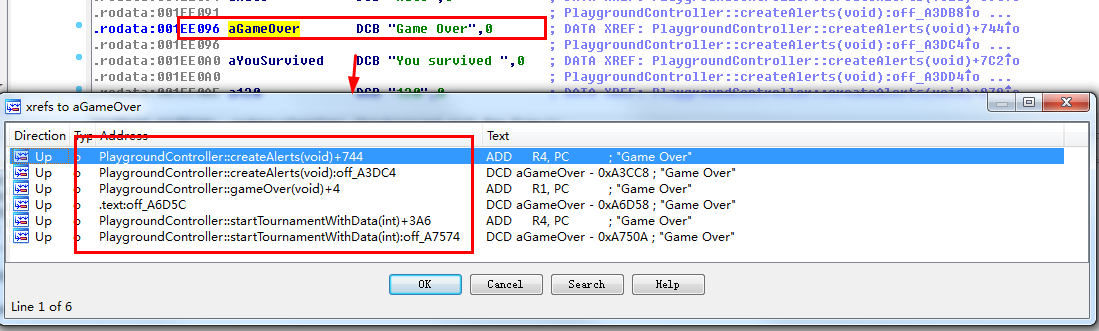 .rodata:001EE091 ; PlaygroundController::createAlerts(void):off_A3DB8↑o ...
.rodata:001EE096 aGameOver DCB "Game Over",0 ; DATA XREF: PlaygroundController::createAlerts(void)+744↑o
.rodata:001EE096 ; PlaygroundController::createAlerts(void):off_A3DC4↑o ...
.rodata:001EE0A0 aYouSurvived DCB "You survived ",0 ; DATA XREF: PlaygroundController::createAlerts(void)+7C2↑o
.rodata:001EE0A0 ; PlaygroundController::createAlerts(void):off_A3DD4↑o ...
xrefs to aGameOver
Direction Typ Address Text
Up o PlaygroundController::createAlerts(void)+744 ADD R4, PC ; "Game Over"
Up o PlaygroundController::createAlerts(void):off_A3DC4 DCD aGameOver - 0xA3CC8 ; "Game Over"
Up o PlaygroundController::gameOver(void)+4 ADD R1, PC ; "Game Over"
Up o .text:off_A6D5C DCD aGameOver - 0xA6D58 ; "Game Over"
Up o PlaygroundController::startTournamentWithData(int)+3A6 ADD R4, PC ; "Game Over"
Up o PlaygroundController::startTournamentWithData(int):off_A7574 DCD aGameOver - 0xA750A ; "Game Over"
OK Cancel Search Help
Line 1 of 6